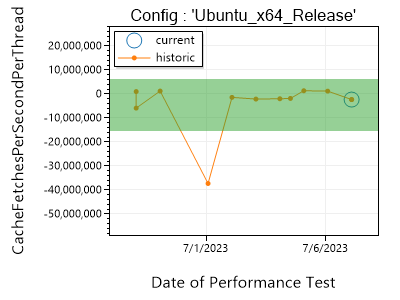 Config : 'Ubuntu_x64_Release'
current
historic
CacheFetchesPerSecondPerThread
20,000,000
10,000,000
0
-10,000,000
-20,000,000
-30,000,000
-40,000,000
-50,000,000
7/1/2023
7/6/2023
Date of Performance Test